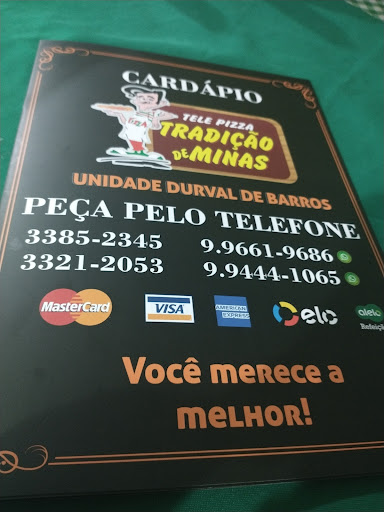 CARDÁPIO
TELE PIZZA
TRADIÇÃO
DE MINAS
UNIDADE DURVAL DE BARROS
PEÇA PELO TELEFONE
3385-2345 9.9661-9686
3321-2053 9.9444-1065
MasterCard VISA AMERICAN EXPRESS elo alelo
Refeição
Você merece a
melhor!